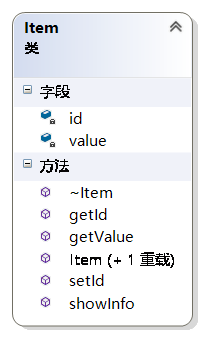 Item
类
字段
id
value
方法
~Item
getId
getValue
Item (+ 1 重载)
setId
showInfo